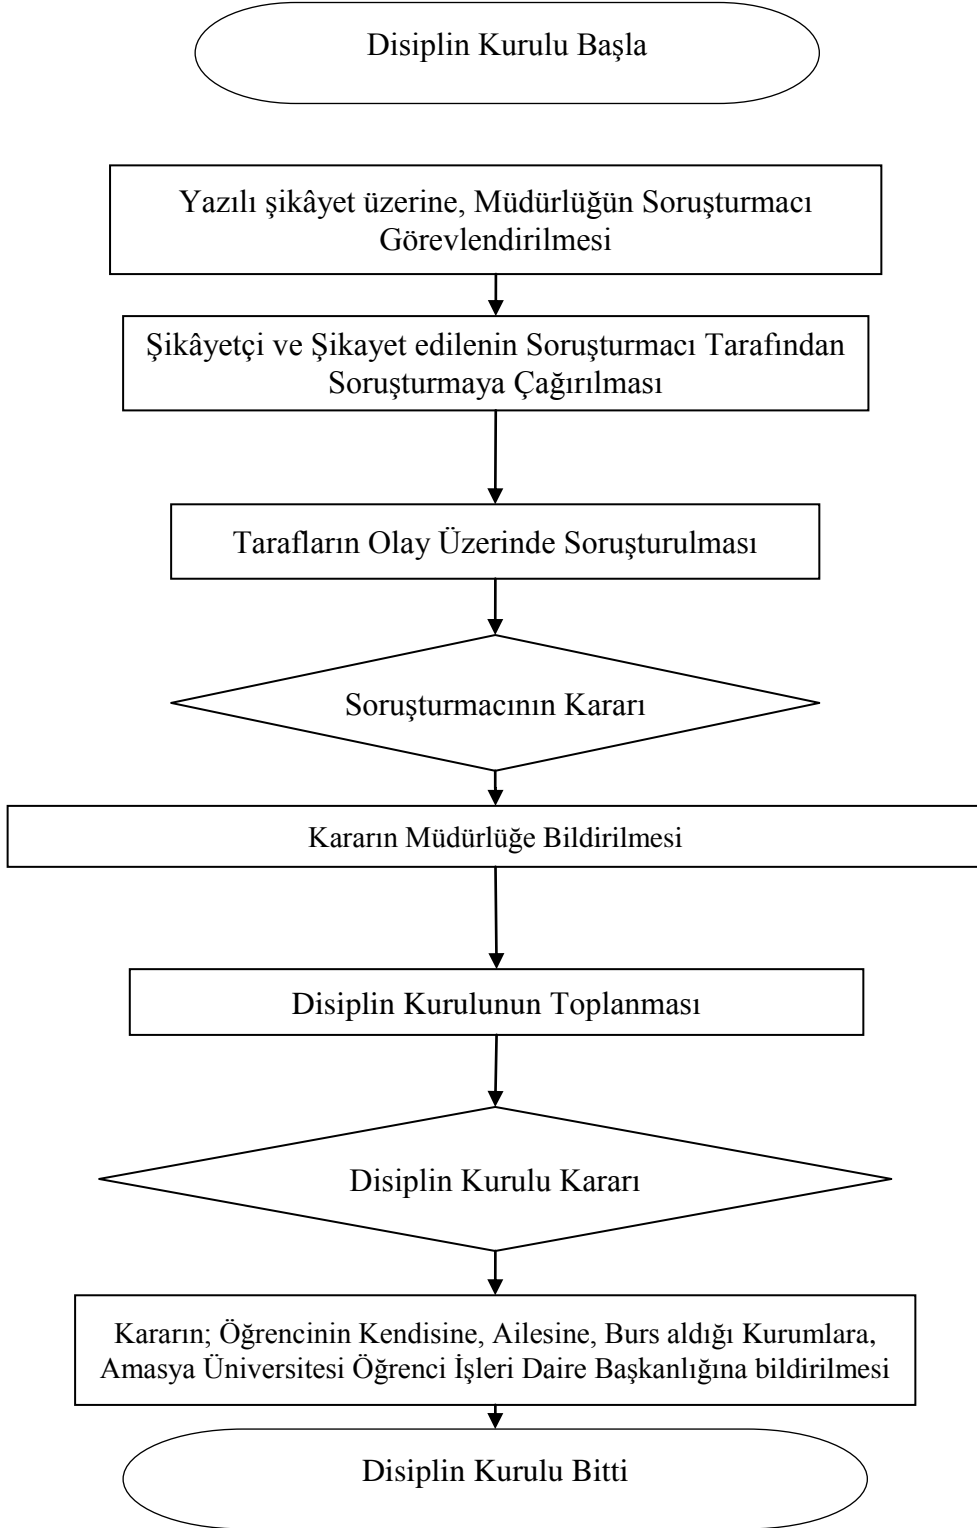 Disiplin Kurulu Başla
Yazılı şikâyet üzerine, Müdürlüğün Soruşturmacı
Görevlendirilmesi
Şikâyetçi ve Şikayet edilenin Soruşturmacı Tarafından
Soruşturmaya Çağırılması
Tarafların Olay Üzerinde Soruşturulması
Soruşturmacının Kararı
Kararın Müdürlüğe Bildirilmesi
Disiplin Kurulunun Toplanması
Disiplin Kurulu Kararı
Kararın; Öğrencinin Kendisine, Ailesine, Burs aldığı Kurumlara,
Amasya Üniversitesi Öğrenci İşleri Daire Başkanlığına bildirilmesi
Disiplin Kurulu Bitti